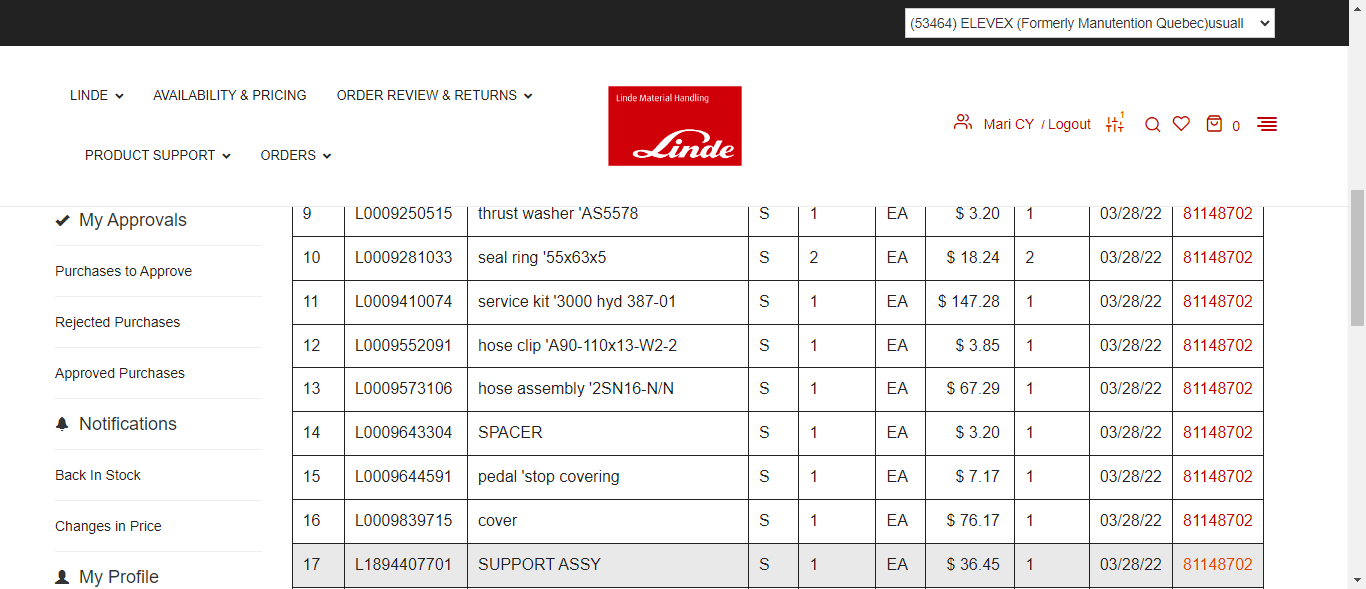 (53464) ELEVEX (Formerly Manutention Quebec)usuall
LINDE AVAILABILITY & PRICING ORDER REVIEW & RETURNS
PRODUCT SUPPORT ORDERS
Linde Material Handling
Linde
Mari CY / Logout 1 0
My Approvals
Purchases to Approve
Rejected Purchases
Approved Purchases
Notifications
Back In Stock
Changes in Price
My Profile
9 L0009250515 thrust washer 'AS5578 S 1 EA $ 3.20 1 03/28/22 81148702
10 L0009281033 seal ring '55x63x5 S 2 EA $ 18.24 2 03/28/22 81148702
11 L0009410074 service kit '3000 hyd 387-01 S 1 EA $ 147.28 1 03/28/22 81148702
12 L0009552091 hose clip 'A90-110x13-W2-2 S 1 EA $ 3.85 1 03/28/22 81148702
13 L0009573106 hose assembly '2SN16-N/N S 1 EA $ 67.29 1 03/28/22 81148702
14 L0009643304 SPACER S 1 EA $ 3.20 1 03/28/22 81148702
15 L0009644591 pedal 'stop covering S 1 EA $ 7.17 1 03/28/22 81148702
16 L0009839715 cover S 1 EA $ 76.17 1 03/28/22 81148702
17 L1894407701 SUPPORT ASSY S 1 EA $ 36.45 1 03/28/22 81148702